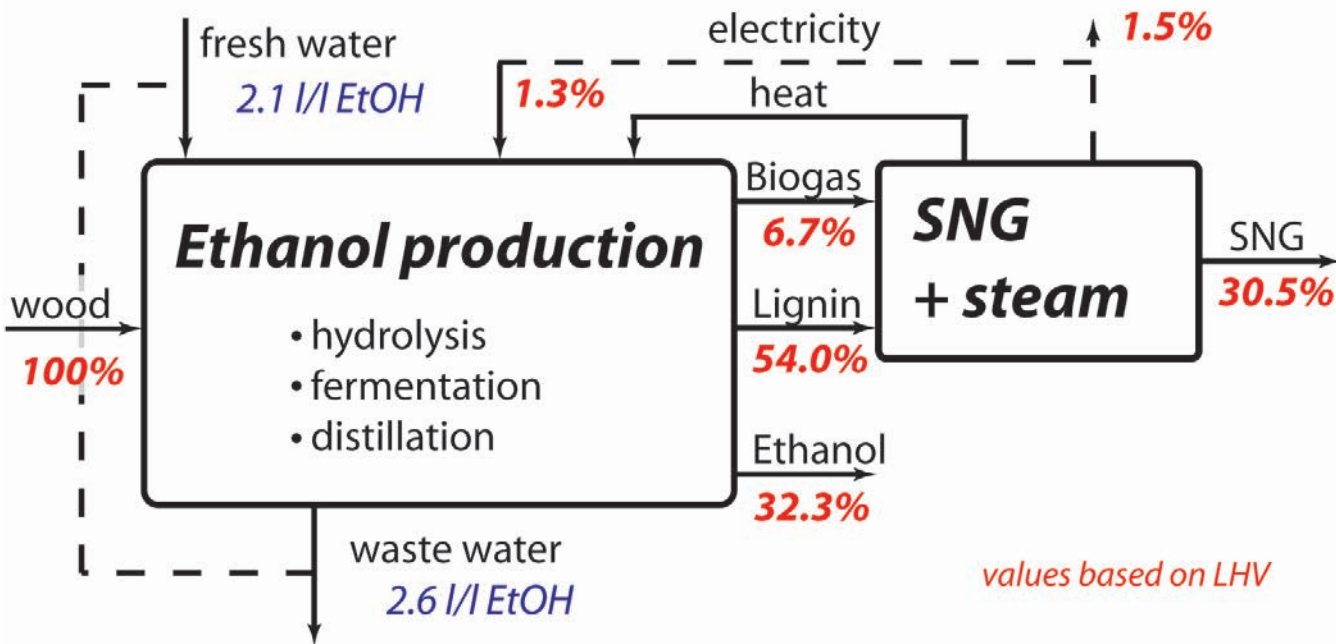 fresh water
2.1 l/l EtOH
electricity
1.5%
1.3%
heat
Ethanol production
• hydrolysis
• fermentation
• distillation
wood
100%
Biogas
6.7%
Lignin
54.0%
Ethanol
32.3%
SNG
+ steam
SNG
30.5%
waste water
2.6 l/l EtOH
values based on LHV